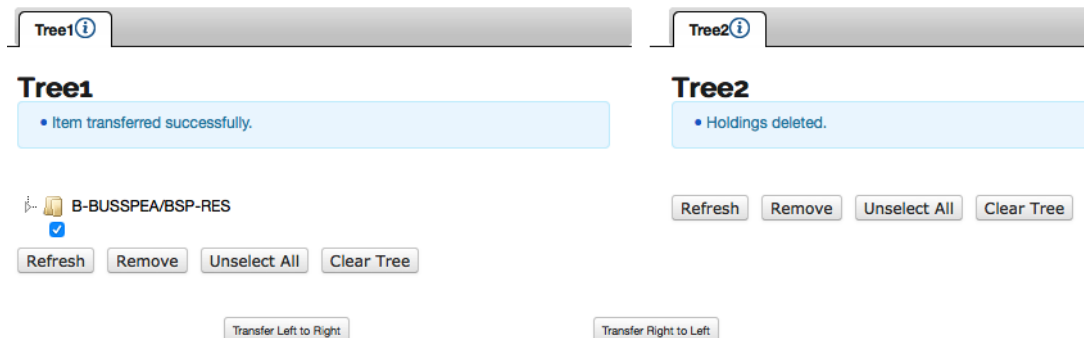 Tree1
Tree2
Tree1
Tree2
• Item transferred successfully.
• Holdings deleted.
B-BUSSPEA/BSP-RES
Refresh Remove Unselect All Clear Tree
Refresh Remove Unselect All Clear Tree
Transfer Left to Right
Transfer Right to Left